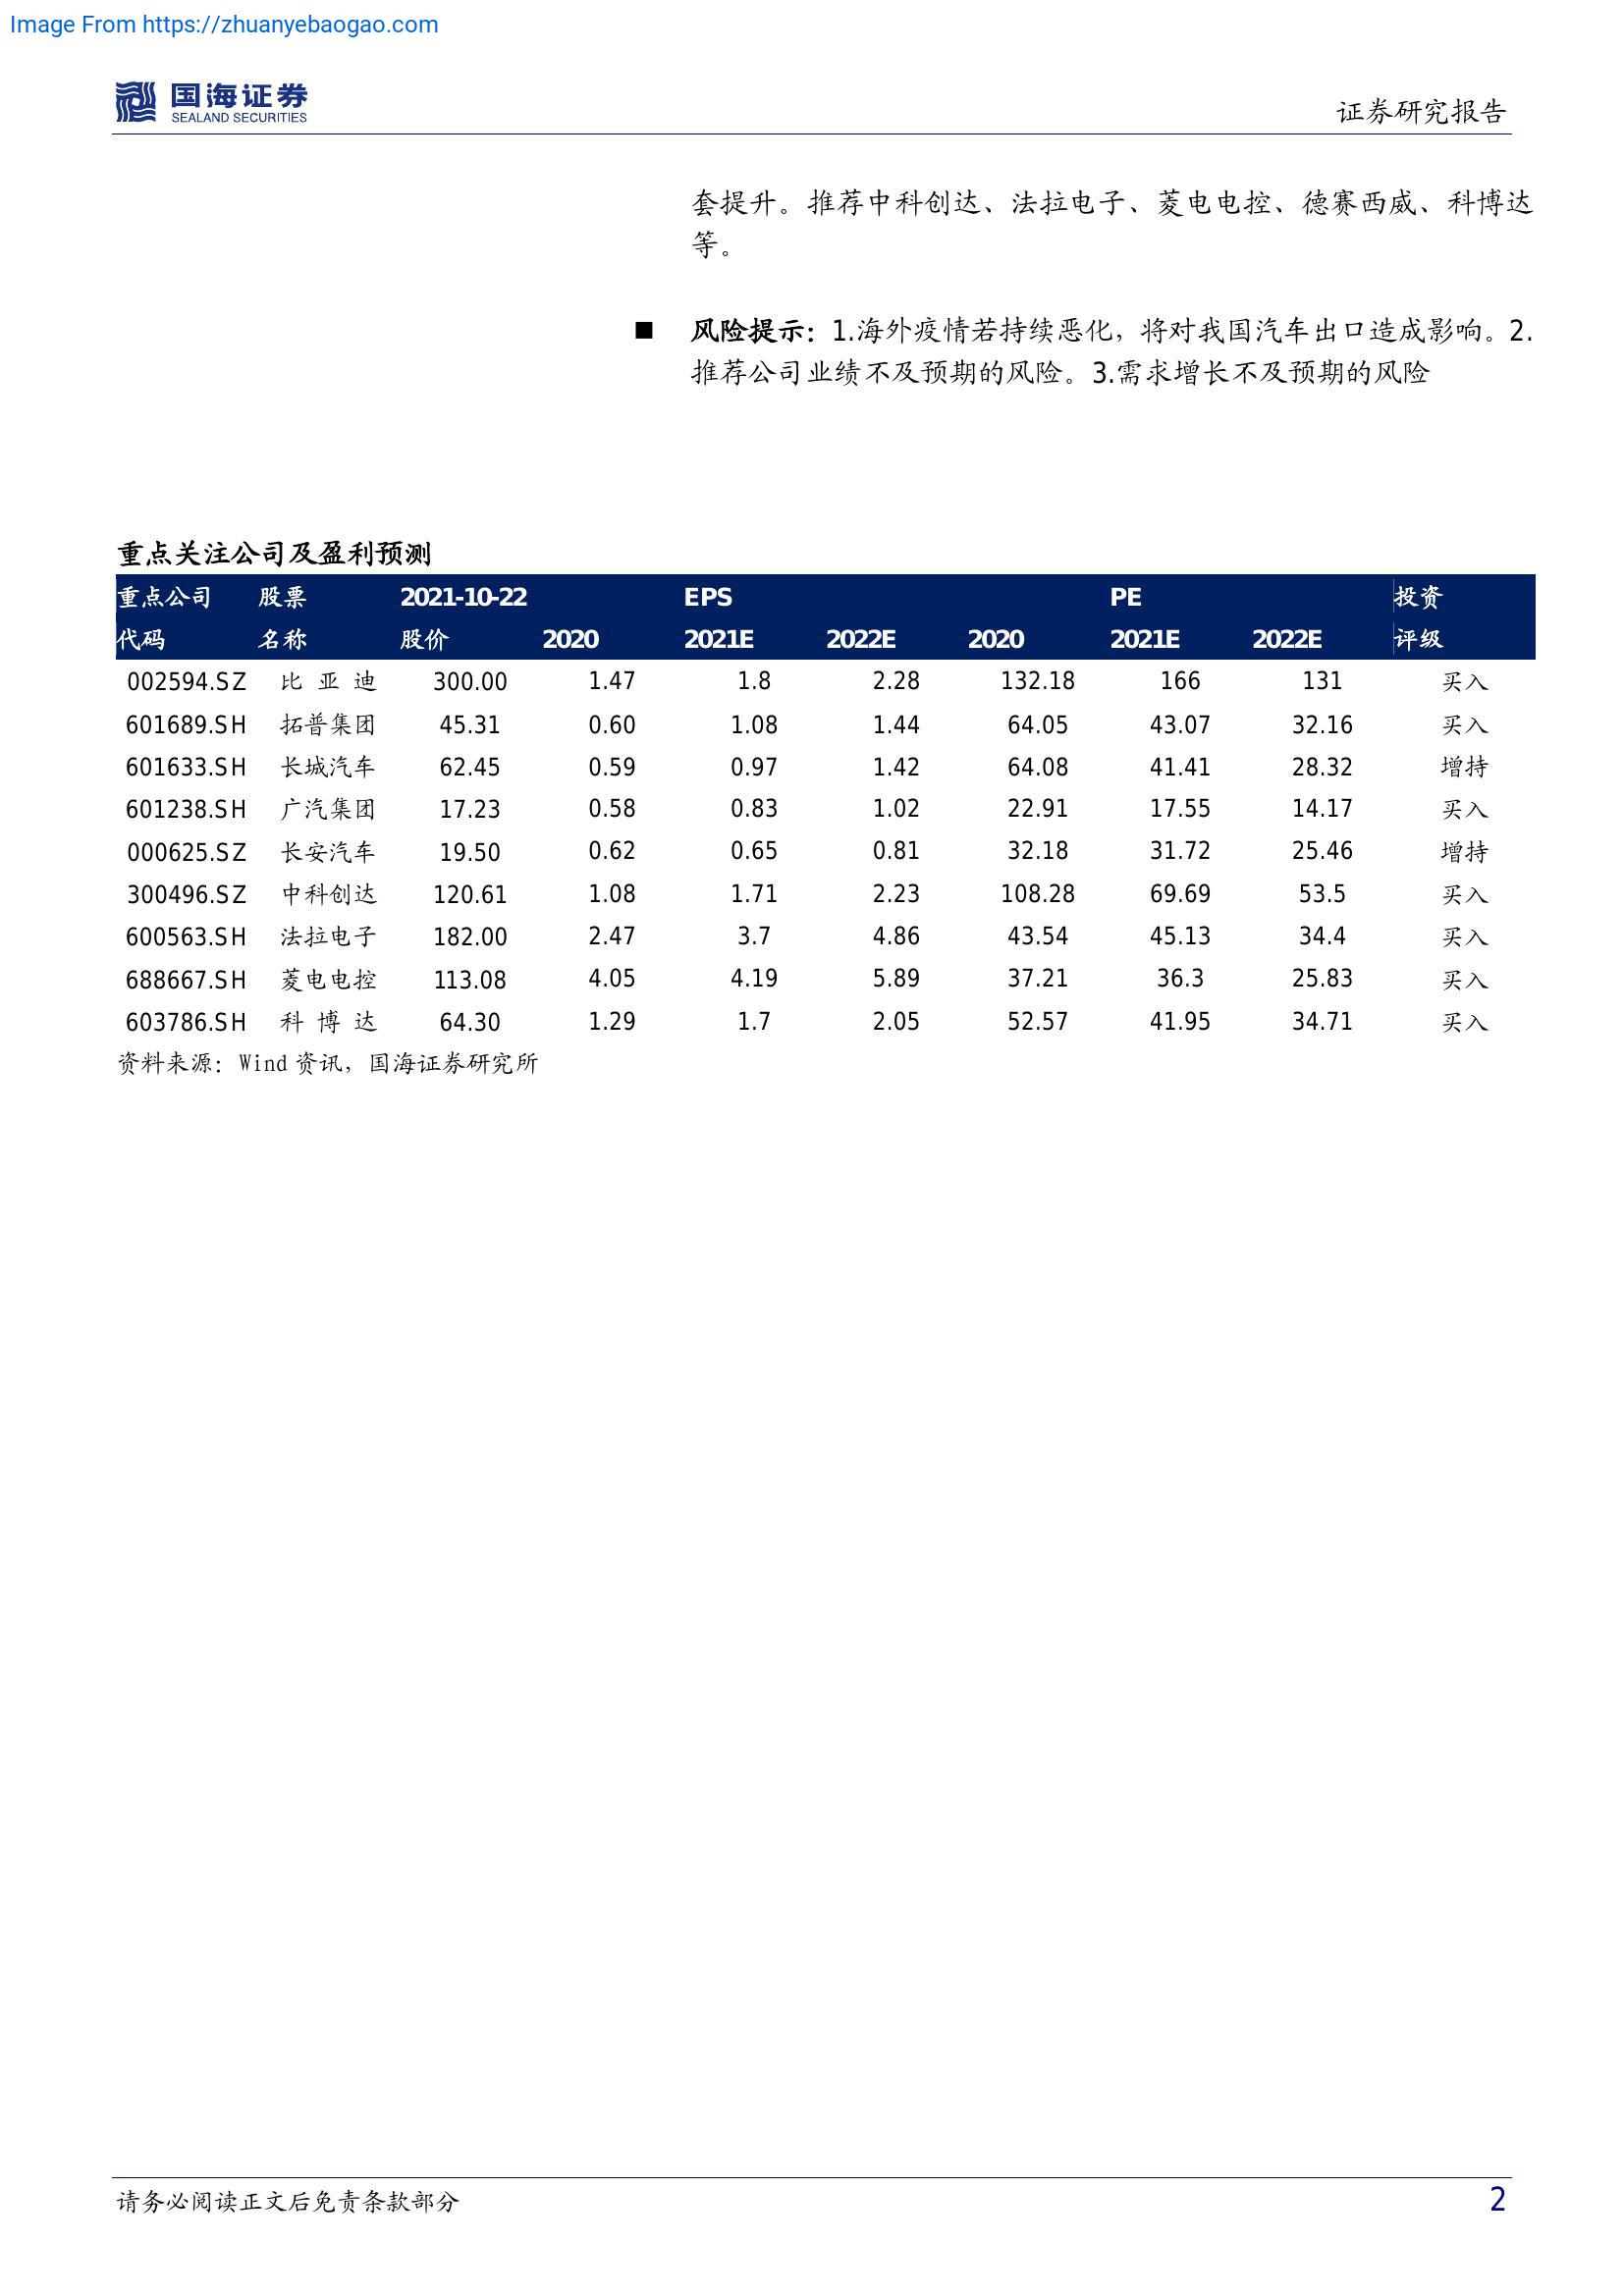 Image From https://zhuanyebaogao.com
国海证券
SEALAND SECURITIES
证券研究报告
套提升。推荐中科创达、法拉电子、菱电电控、德赛西威、科博达
等。
■ 风险提示：1.海外疫情若持续恶化，将对我国汽车出口造成影响。2.
推荐公司业绩不及预期的风险。3.需求增长不及预期的风险
重点关注公司及盈利预测
重点公司 股票 2021-10-22 EPS PE 投资
代码 名称 股价 2020 2021E 2022E 2020 2021E 2022E 评级
002594.SZ 比亚迪 300.00 1.47 1.8 2.28 132.18 166 131 买入
601689.SH 拓普集团 45.31 0.60 1.08 1.44 64.05 43.07 32.16 买入
601633.SH 长城汽车 62.45 0.59 0.97 1.42 64.08 41.41 28.32 增持
601238.SH 广汽集团 17.23 0.58 0.83 1.02 22.91 17.55 14.17 买入
000625.SZ 长安汽车 19.50 0.62 0.65 0.81 32.18 31.72 25.46 增持
300496.SZ 中科创达 120.61 1.08 1.71 2.23 108.28 69.69 53.5 买入
600563.SH 法拉电子 182.00 2.47 3.7 4.86 43.54 45.13 34.4 买入
688667.SH 菱电电控 113.08 4.05 4.19 5.89 37.21 36.3 25.83 买入
603786.SH 科博达 64.30 1.29 1.7 2.05 52.57 41.95 34.71 买入
资料来源：Wind 资讯，国海证券研究所
请务必阅读正文后免责条款部分 2